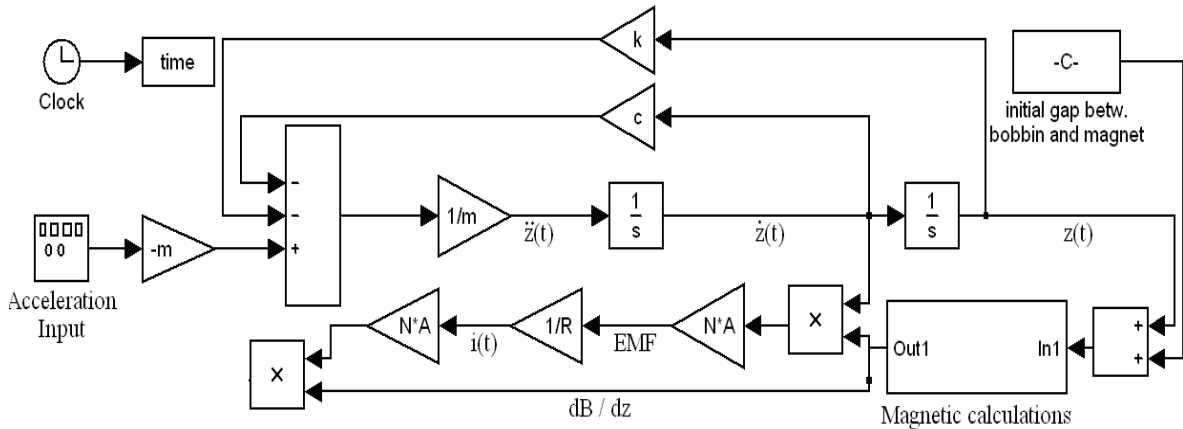 k
time
-C-
Clock
c
initial gap betw.
bobbin and magnet
−
−
+
1/m
1
s
1
s
-m
z̈(t)
ż(t)
z(t)
Acceleration
Input
N*A
1/R
N*A
×
Out1
In1
+
+
i(t)
EMF
×
dB / dz
Magnetic calculations